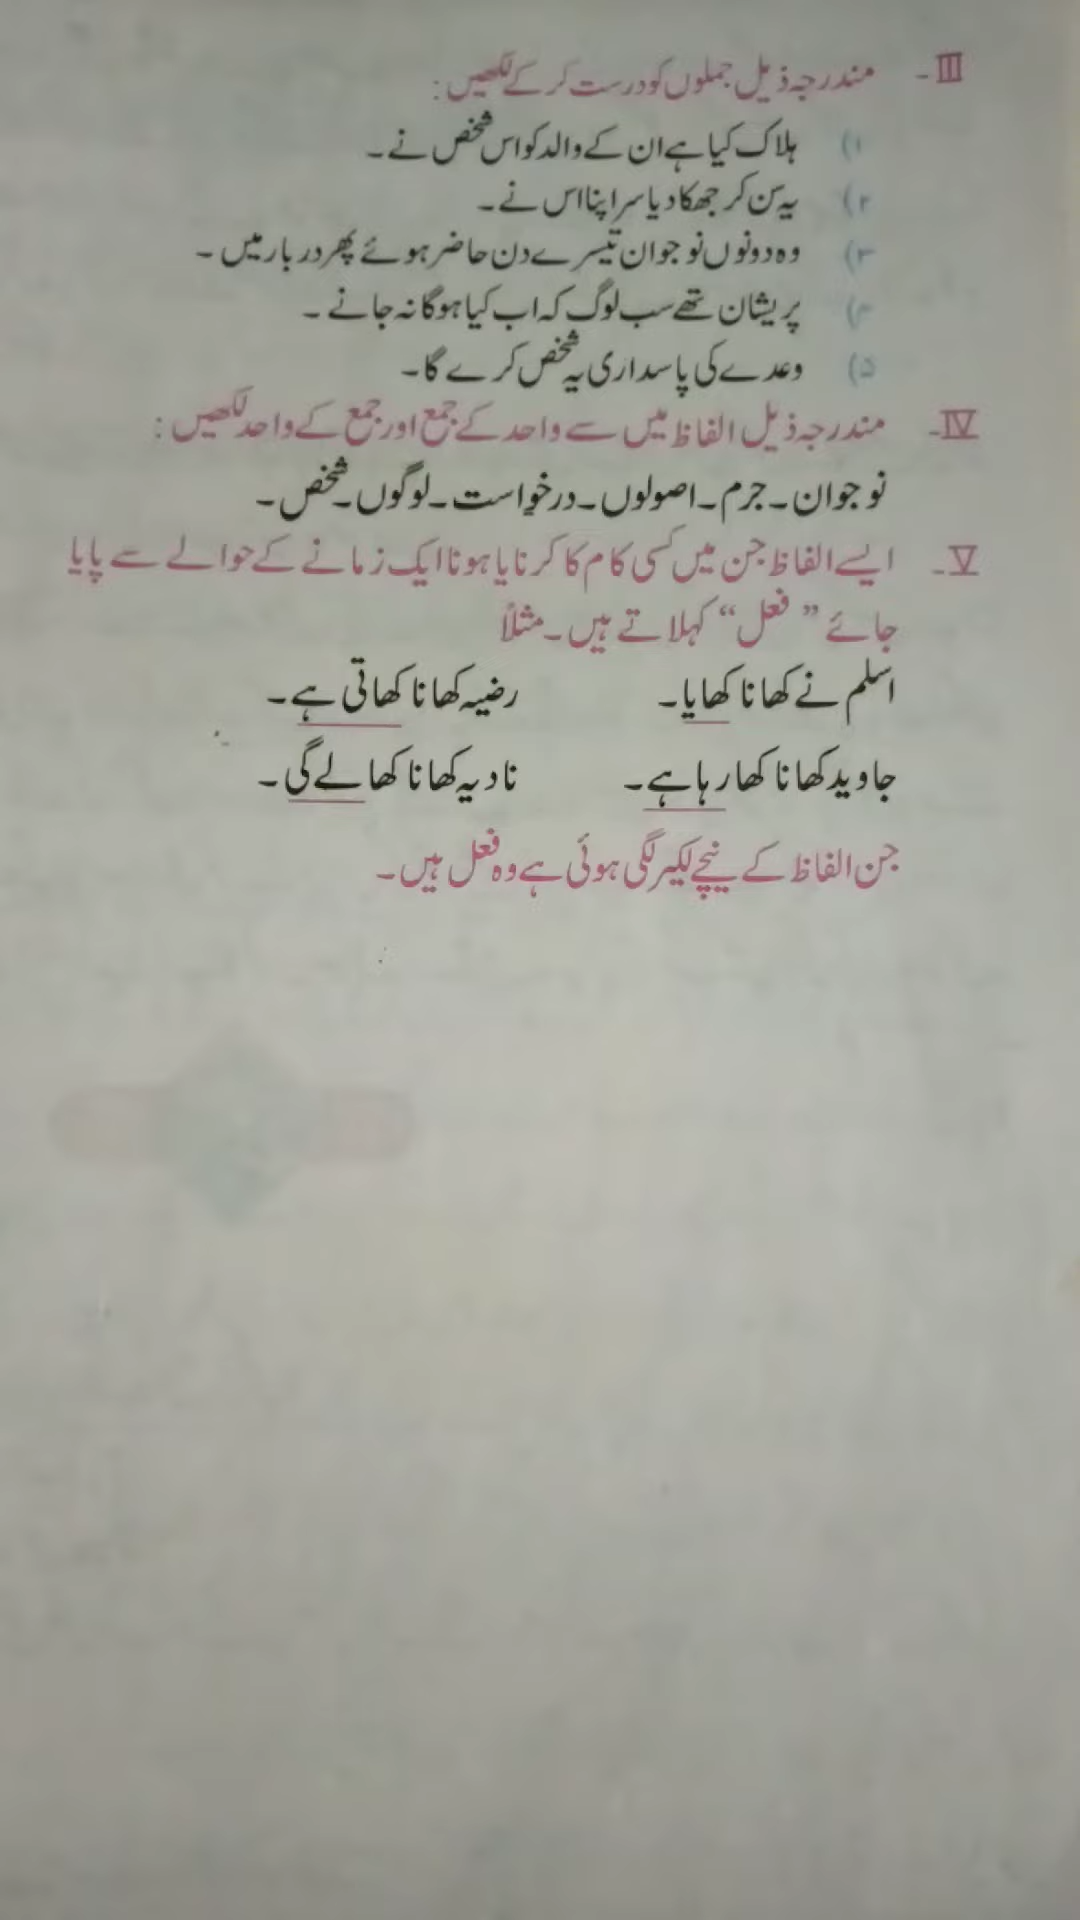 III- مندرجہ ذیل جملوں کو درست کر کے لکھیں:
۱) ہلاک کیا ہے ان کے والد کو اس شخص نے۔
۲) یہ سن کر جھکا دیا سر اپنا اس نے۔
۳) وہ دونوں نوجوان تیسرے دن حاضر ہوئے پھر دربار میں۔
۴) پریشان تھے سب لوگ کہ اب کیا ہوگا نہ جانے۔
۵) وعدے کی پاسداری یہ شخص کرے گا۔
IV- مندرجہ ذیل الفاظ میں سے واحد کے جمع اور جمع کے واحد لکھیں:
نوجوان۔ جرم۔ اصولوں۔ درخواست۔ لوگوں۔ شخص۔
V- ایسے الفاظ جن میں کسی کام کا کرنا یا ہونا ایک زمانے کے حوالے سے پایا
جائے ”فعل“ کہلاتے ہیں۔ مثلاً
اسلم نے کھانا کھایا۔ رضیہ کھانا کھاتی ہے۔
جاوید کھانا کھا رہا ہے۔ نادیہ کھانا کھا لے گی۔
جن الفاظ کے نیچے لکیر لگی ہوئی ہے وہ فعل ہیں۔